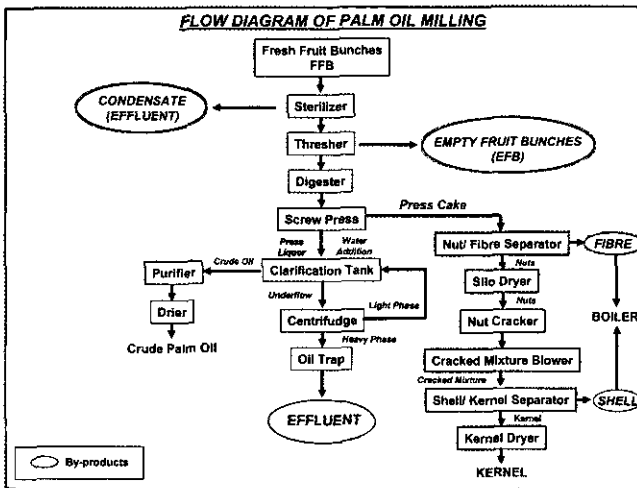 FLOW DIAGRAM OF PALM OIL MILLING
Fresh Fruit Bunches
FFB
CONDENSATE
(EFFLUENT)
Sterilizer
Thresher
EMPTY FRUIT BUNCHES
(EFB)
Digester
Press Cake
Screw Press
Press
Liquor
Water
Addition
Nut/ Fibre Separator
FIBRE
Crude Oil
Nuts
Purifier
Clarification Tank
Silo Dryer
Underflow
Light Phase
Nuts
Drier
Centrifudge
Nut Cracker
BOILER
Heavy Phase
Crude Palm Oil
Oil Trap
Cracked Mixture Blower
Cracked Mixture
Shell/ Kernel Separator
SHELL
EFFLUENT
Kernel
Kernel Dryer
By-products
KERNEL